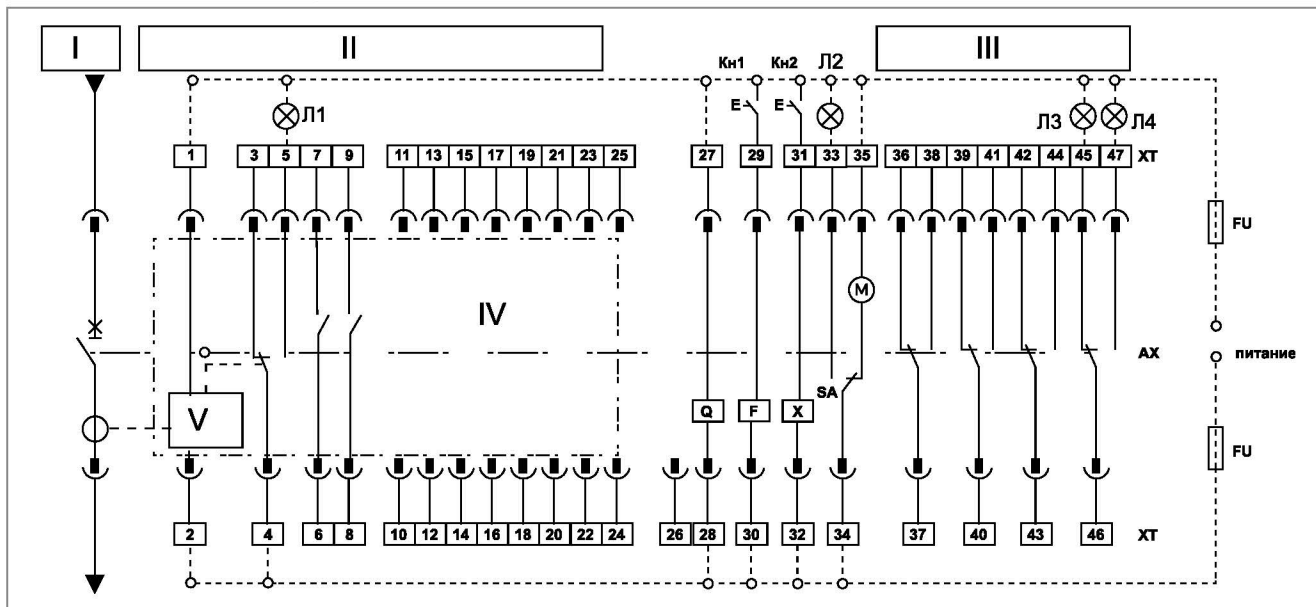 I
II
III
Кн1
Кн2
Л2
Л1
E
E
Л3
Л4
1
3 5 7 9
11 13 15 17 19 21 23 25
27
29
31 33 35
36 38 39 41 42 44 45 47
XT
FU
IV
M
AX
питание
SA
V
Q
F
X
FU
2
4
6 8
10 12 14 16 18 20 22 24
26 28
30
32
34
37
40
43
46
XT